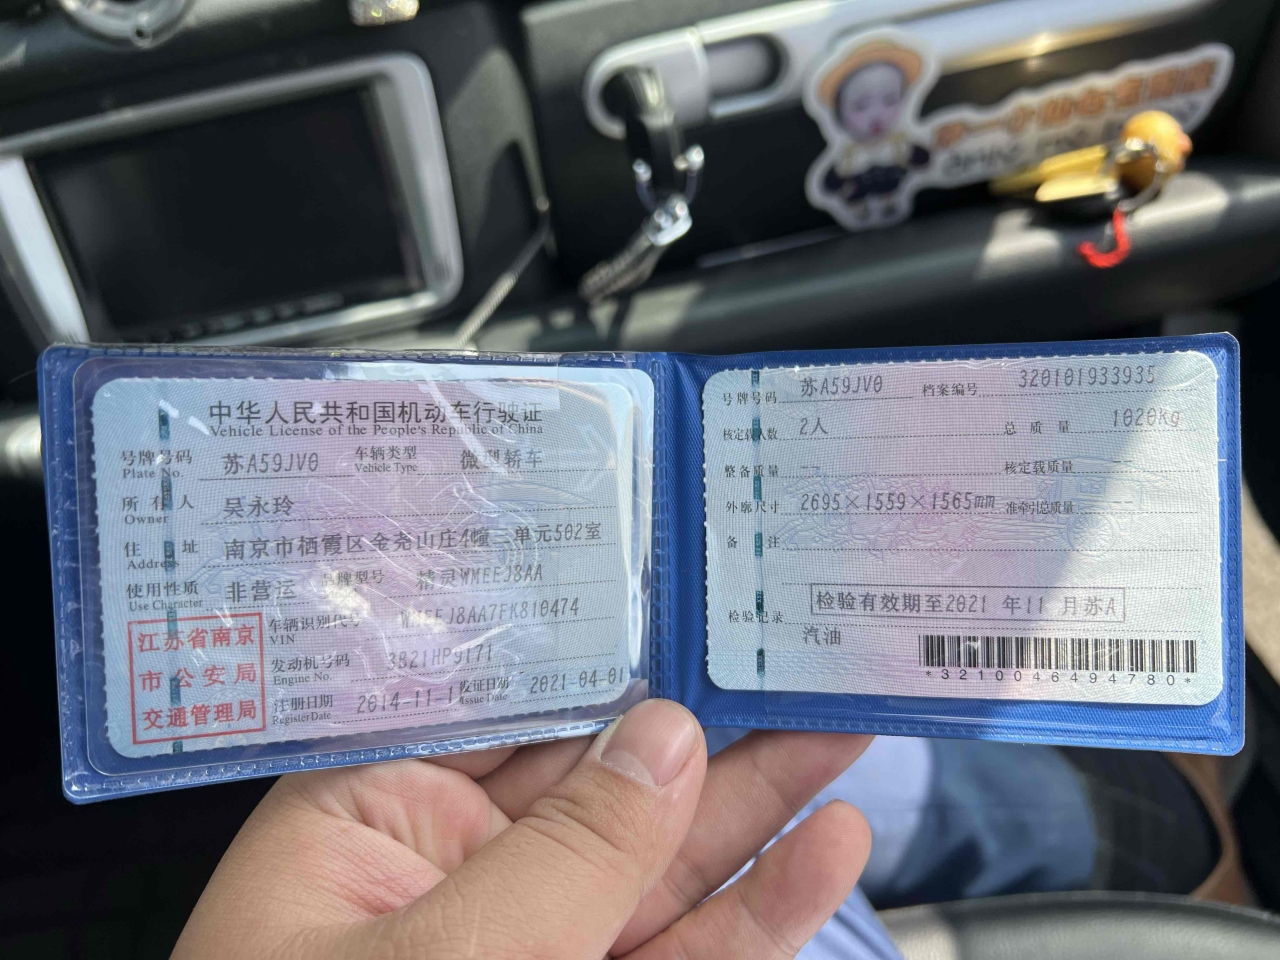 中华人民共和国机动车行驶证
Vehicle License of the People's Republic of China
号牌号码 苏A59JV0 车辆类型 微型轿车
Plate No. Vehicle Type
所有人 吴永玲
Owner
住址 南京市栖霞区金尧山庄4幢三单元502室
Address
使用性质 非营运 品牌型号 精灵WMEEJ8AA
Use Character
江苏省南京
市公安局
交通管理局
车辆识别代号 WMEEJ8AA7FK810474
VIN
发动机号码 3B21HP9171
Engine No.
注册日期 2014-11-1 发证日期 2021-04-01
Register Date Issue Date
号牌号码 苏A59JV0 档案编号 320101933935
核定载人数 2人 总质量 1020kg
整备质量 -- 核定载质量
外廓尺寸 2695×1559×1565mm 准牵引总质量 --
备注
检验记录 检验有效期至2021 年11 月苏A
汽油
*3210046494780*